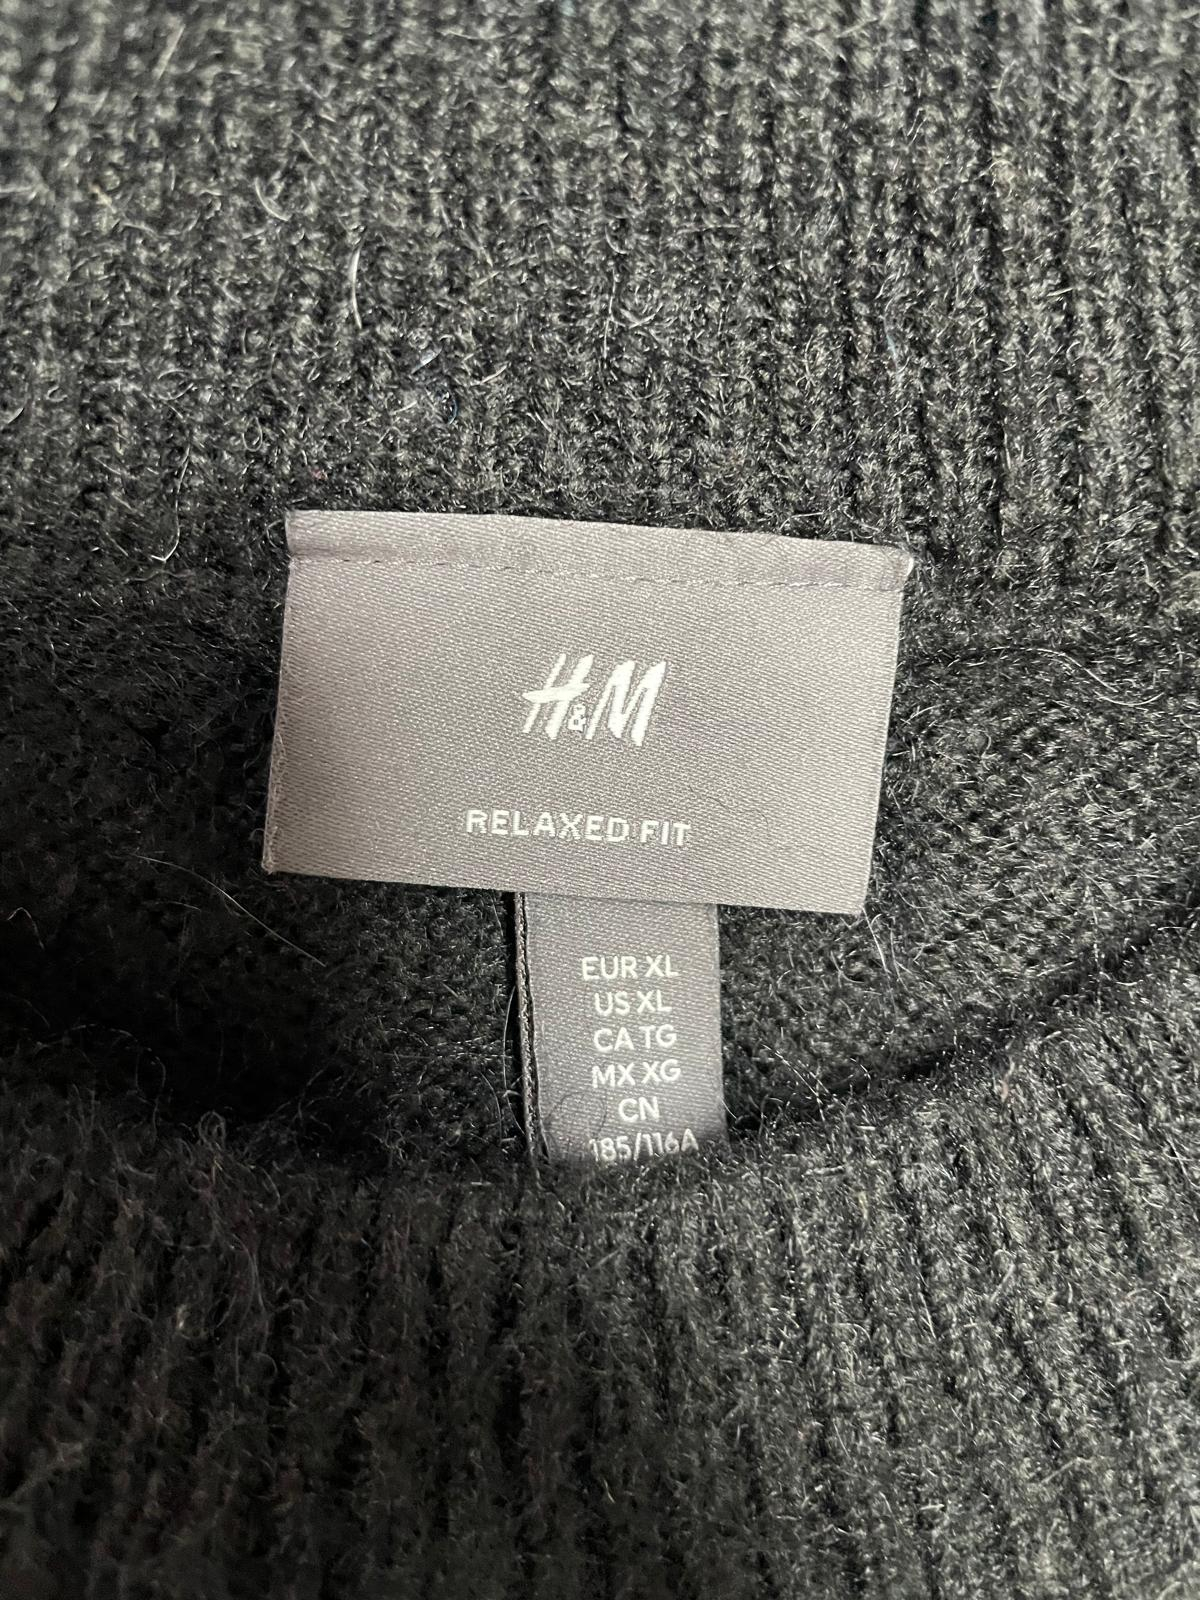 H&M
RELAXED FIT
EUR XL
US XL
CA TG
MX XG
CN
185/116A